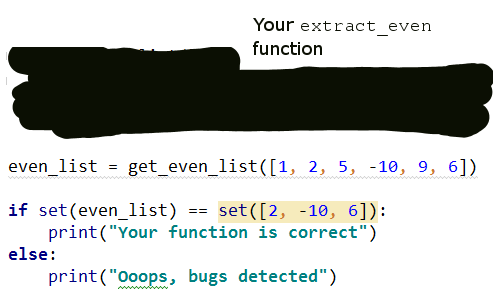 Your extract_even
function
even_list = get_even_list([1, 2, 5, -10, 9, 6])
if set(even_list) == set([2, -10, 6]):
print("Your function is correct")
else:
print("Ooops, bugs detected")